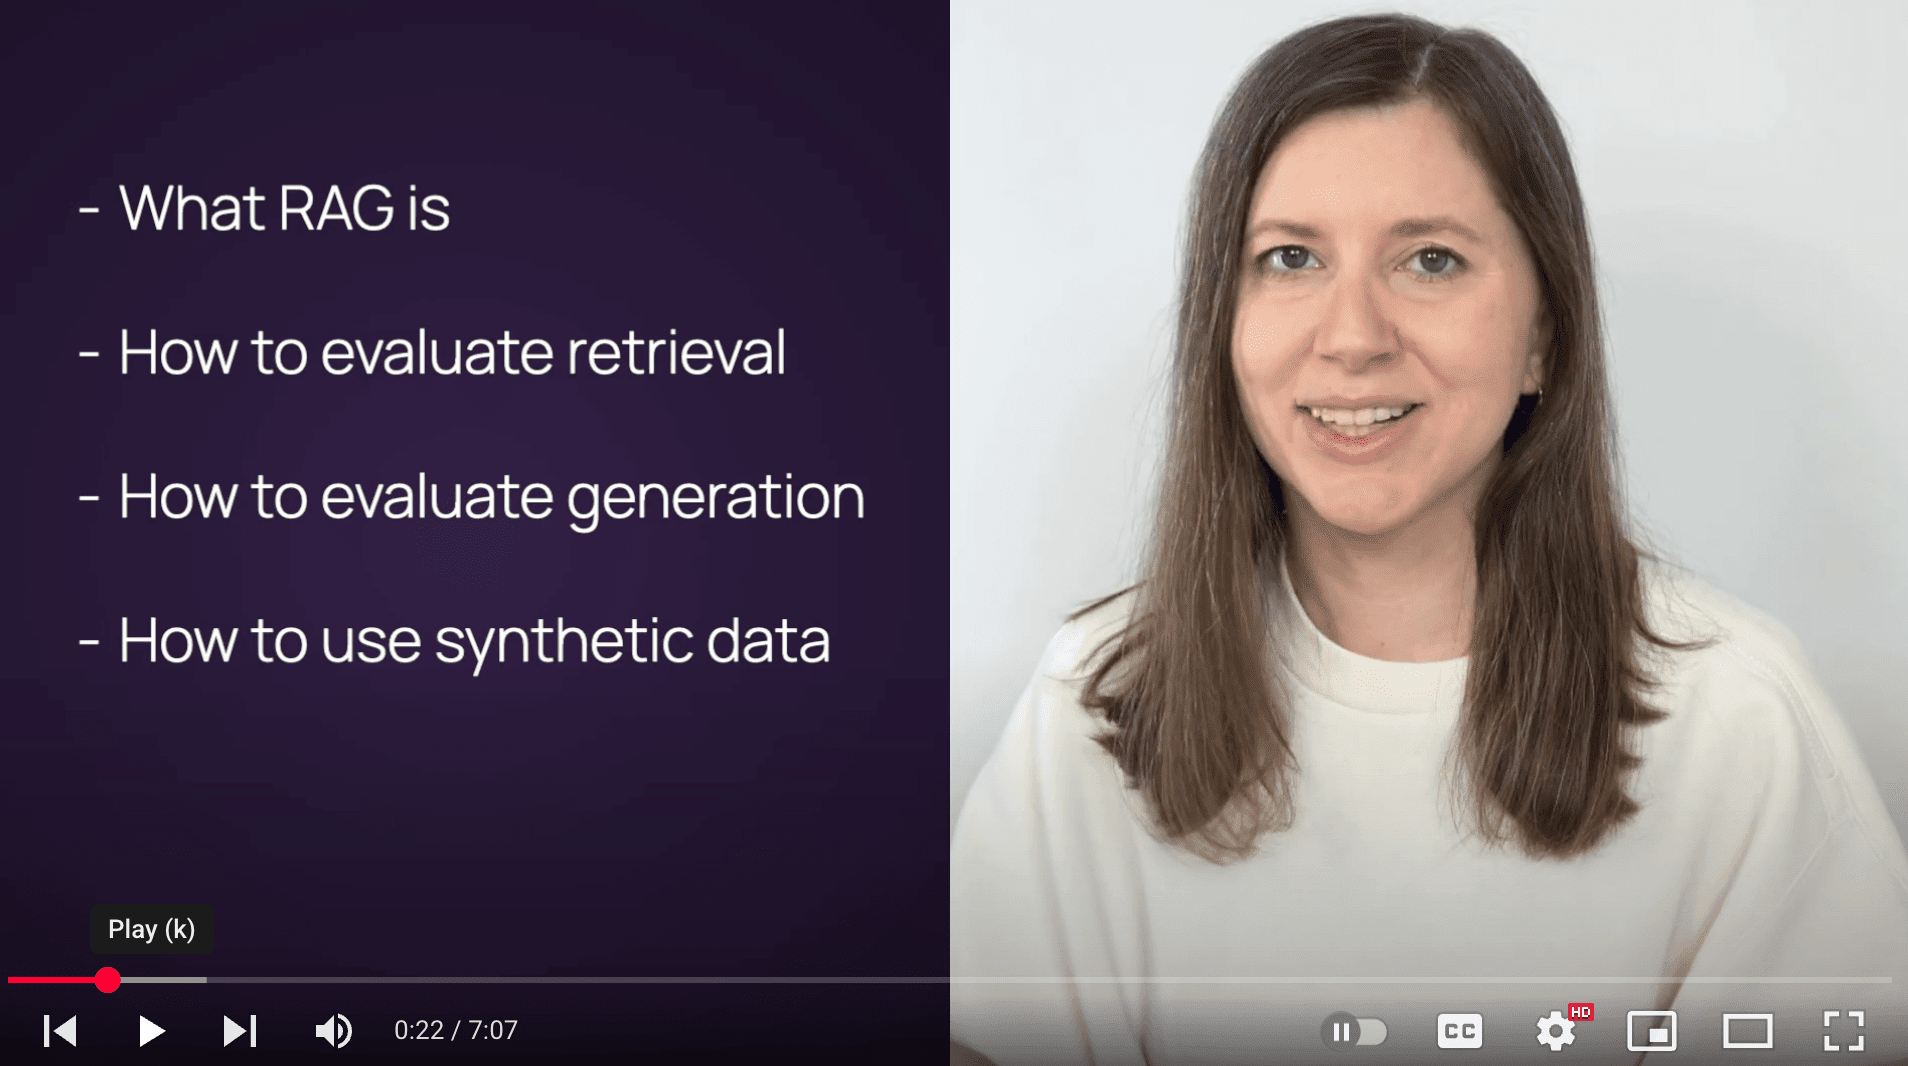 - What RAG is
- How to evaluate retrieval
- How to evaluate generation
- How to use synthetic data
Play (k)
0:22 / 7:07
CC
HD